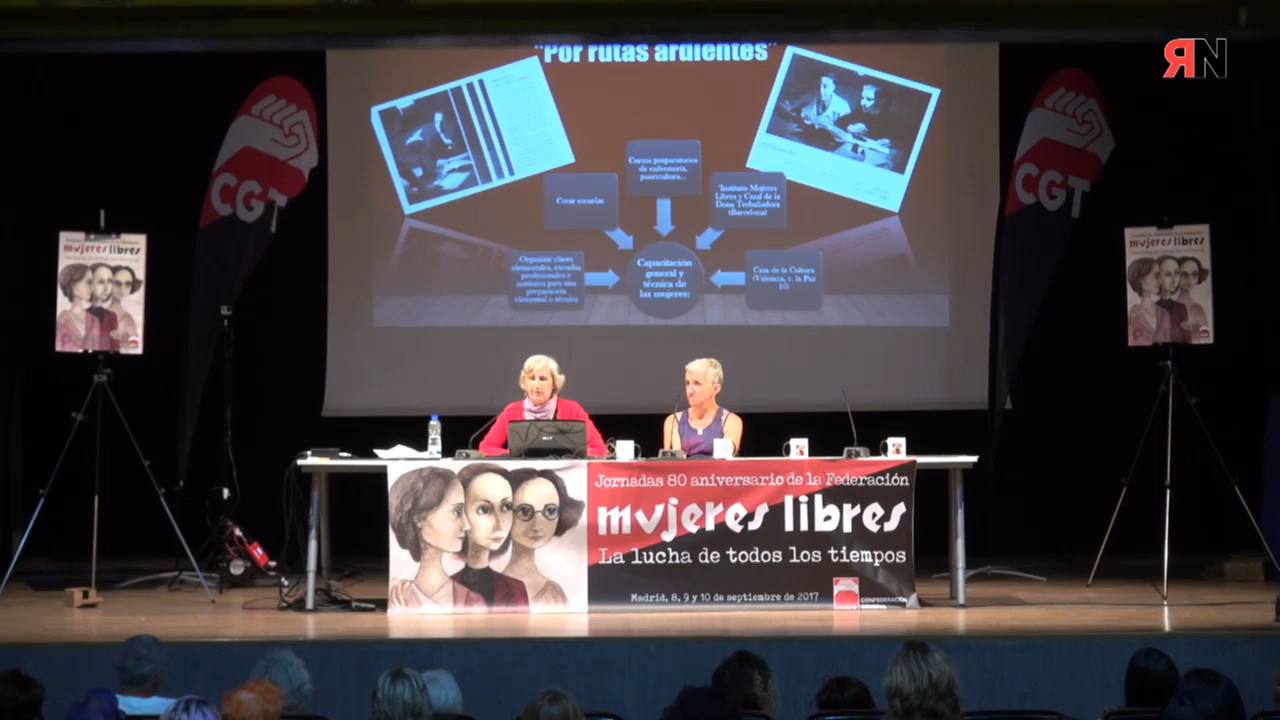 ЯN
"Por rutas ardientes"
Cursos preparatorios
de enfermería,
puericultura...
Crear escuelas
"Instituto Mujeres
Libres y Casal de la
Dona Treballadora
(Barcelona)
Organizar clases
elementales, escuelas
profesionales e
institutos para una
preparación
elemental o técnica
Capacitación
general y
técnica de
las mujeres:
Casa de la Cultura
(Valencia, c. la Paz
10)
CGT
CGT
mujeres libres
mujeres libres
acer
Jornadas 80 aniversario de la Federación
mujeres libres
La lucha de todos los tiempos
Madrid, 8, 9 y 10 de septiembre de 2017
CONFEDERACIÓN